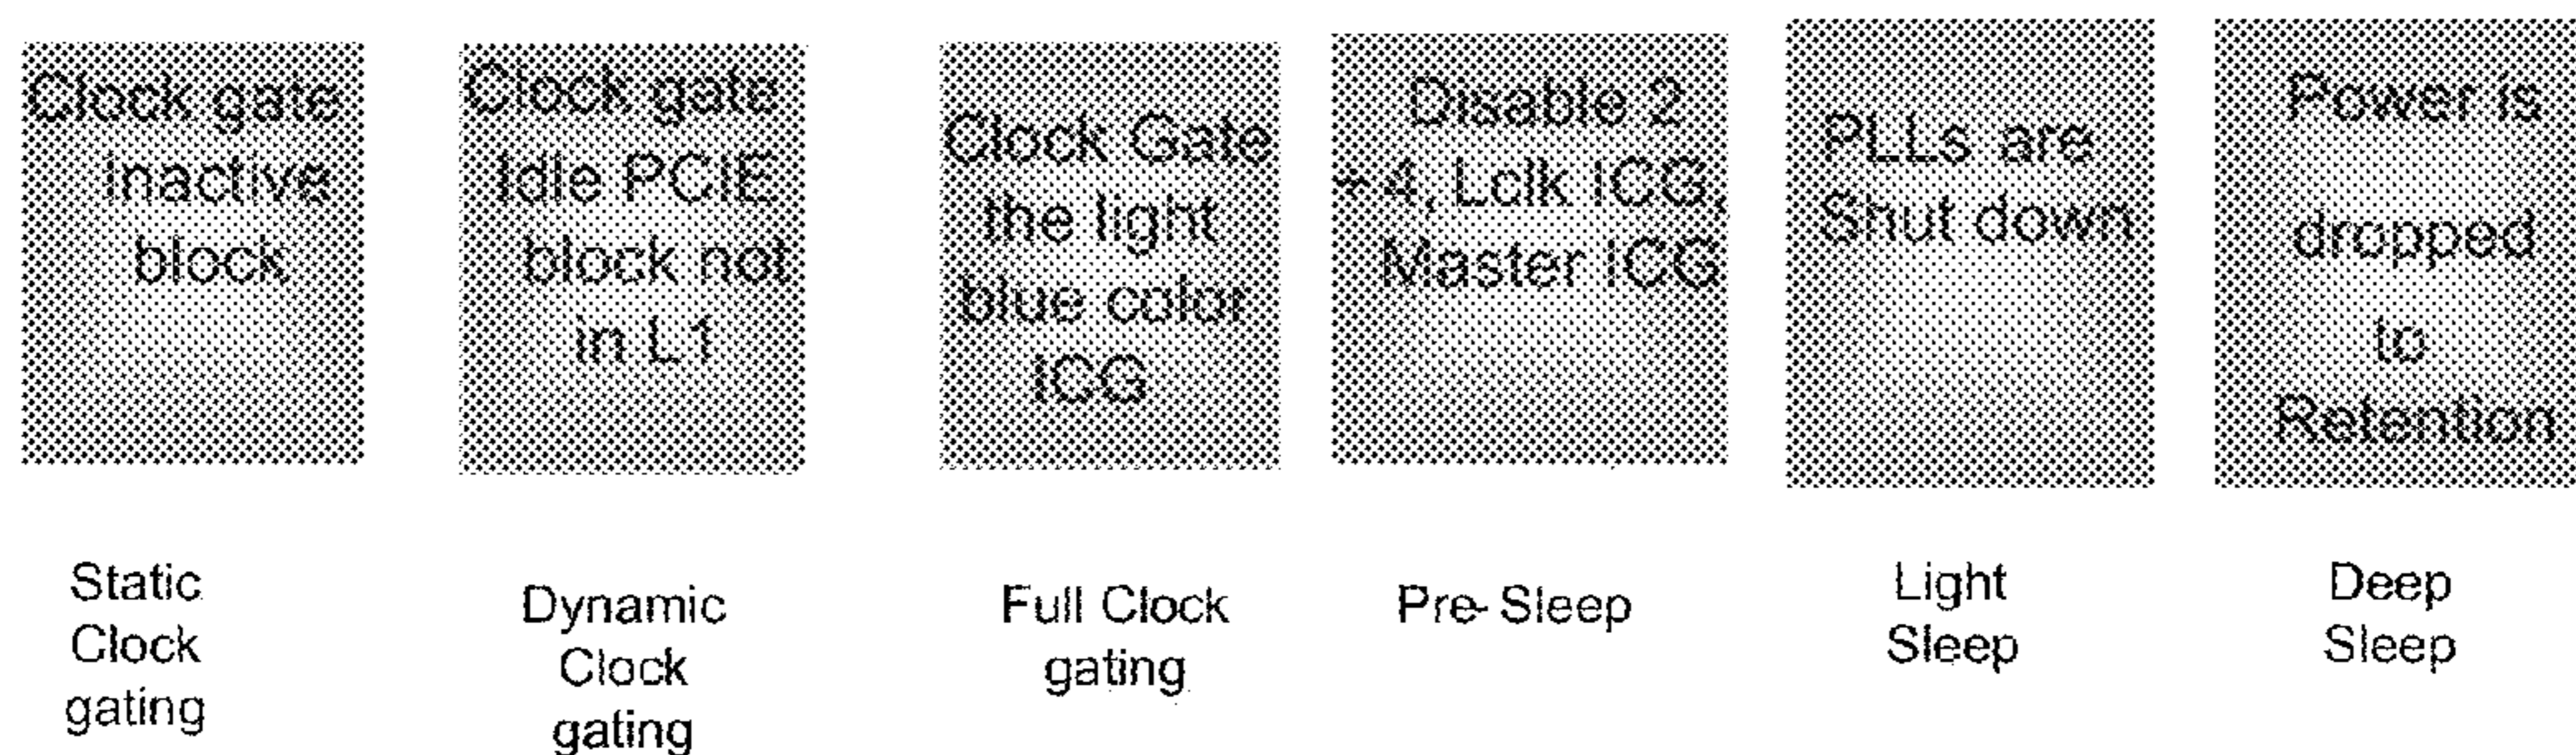 Clock gate
inactive
block
Clock gate
Idle PCIE
block not
in L1
Clock Gate
the light
blue color
ICG
Disable 2
÷4, Lclk ICG,
Master ICG
PLLs are
Shut down
Power is
dropped
to
Retention
Static
Clock
gating
Dynamic
Clock
gating
Full Clock
gating
Pre-Sleep
Light
Sleep
Deep
Sleep